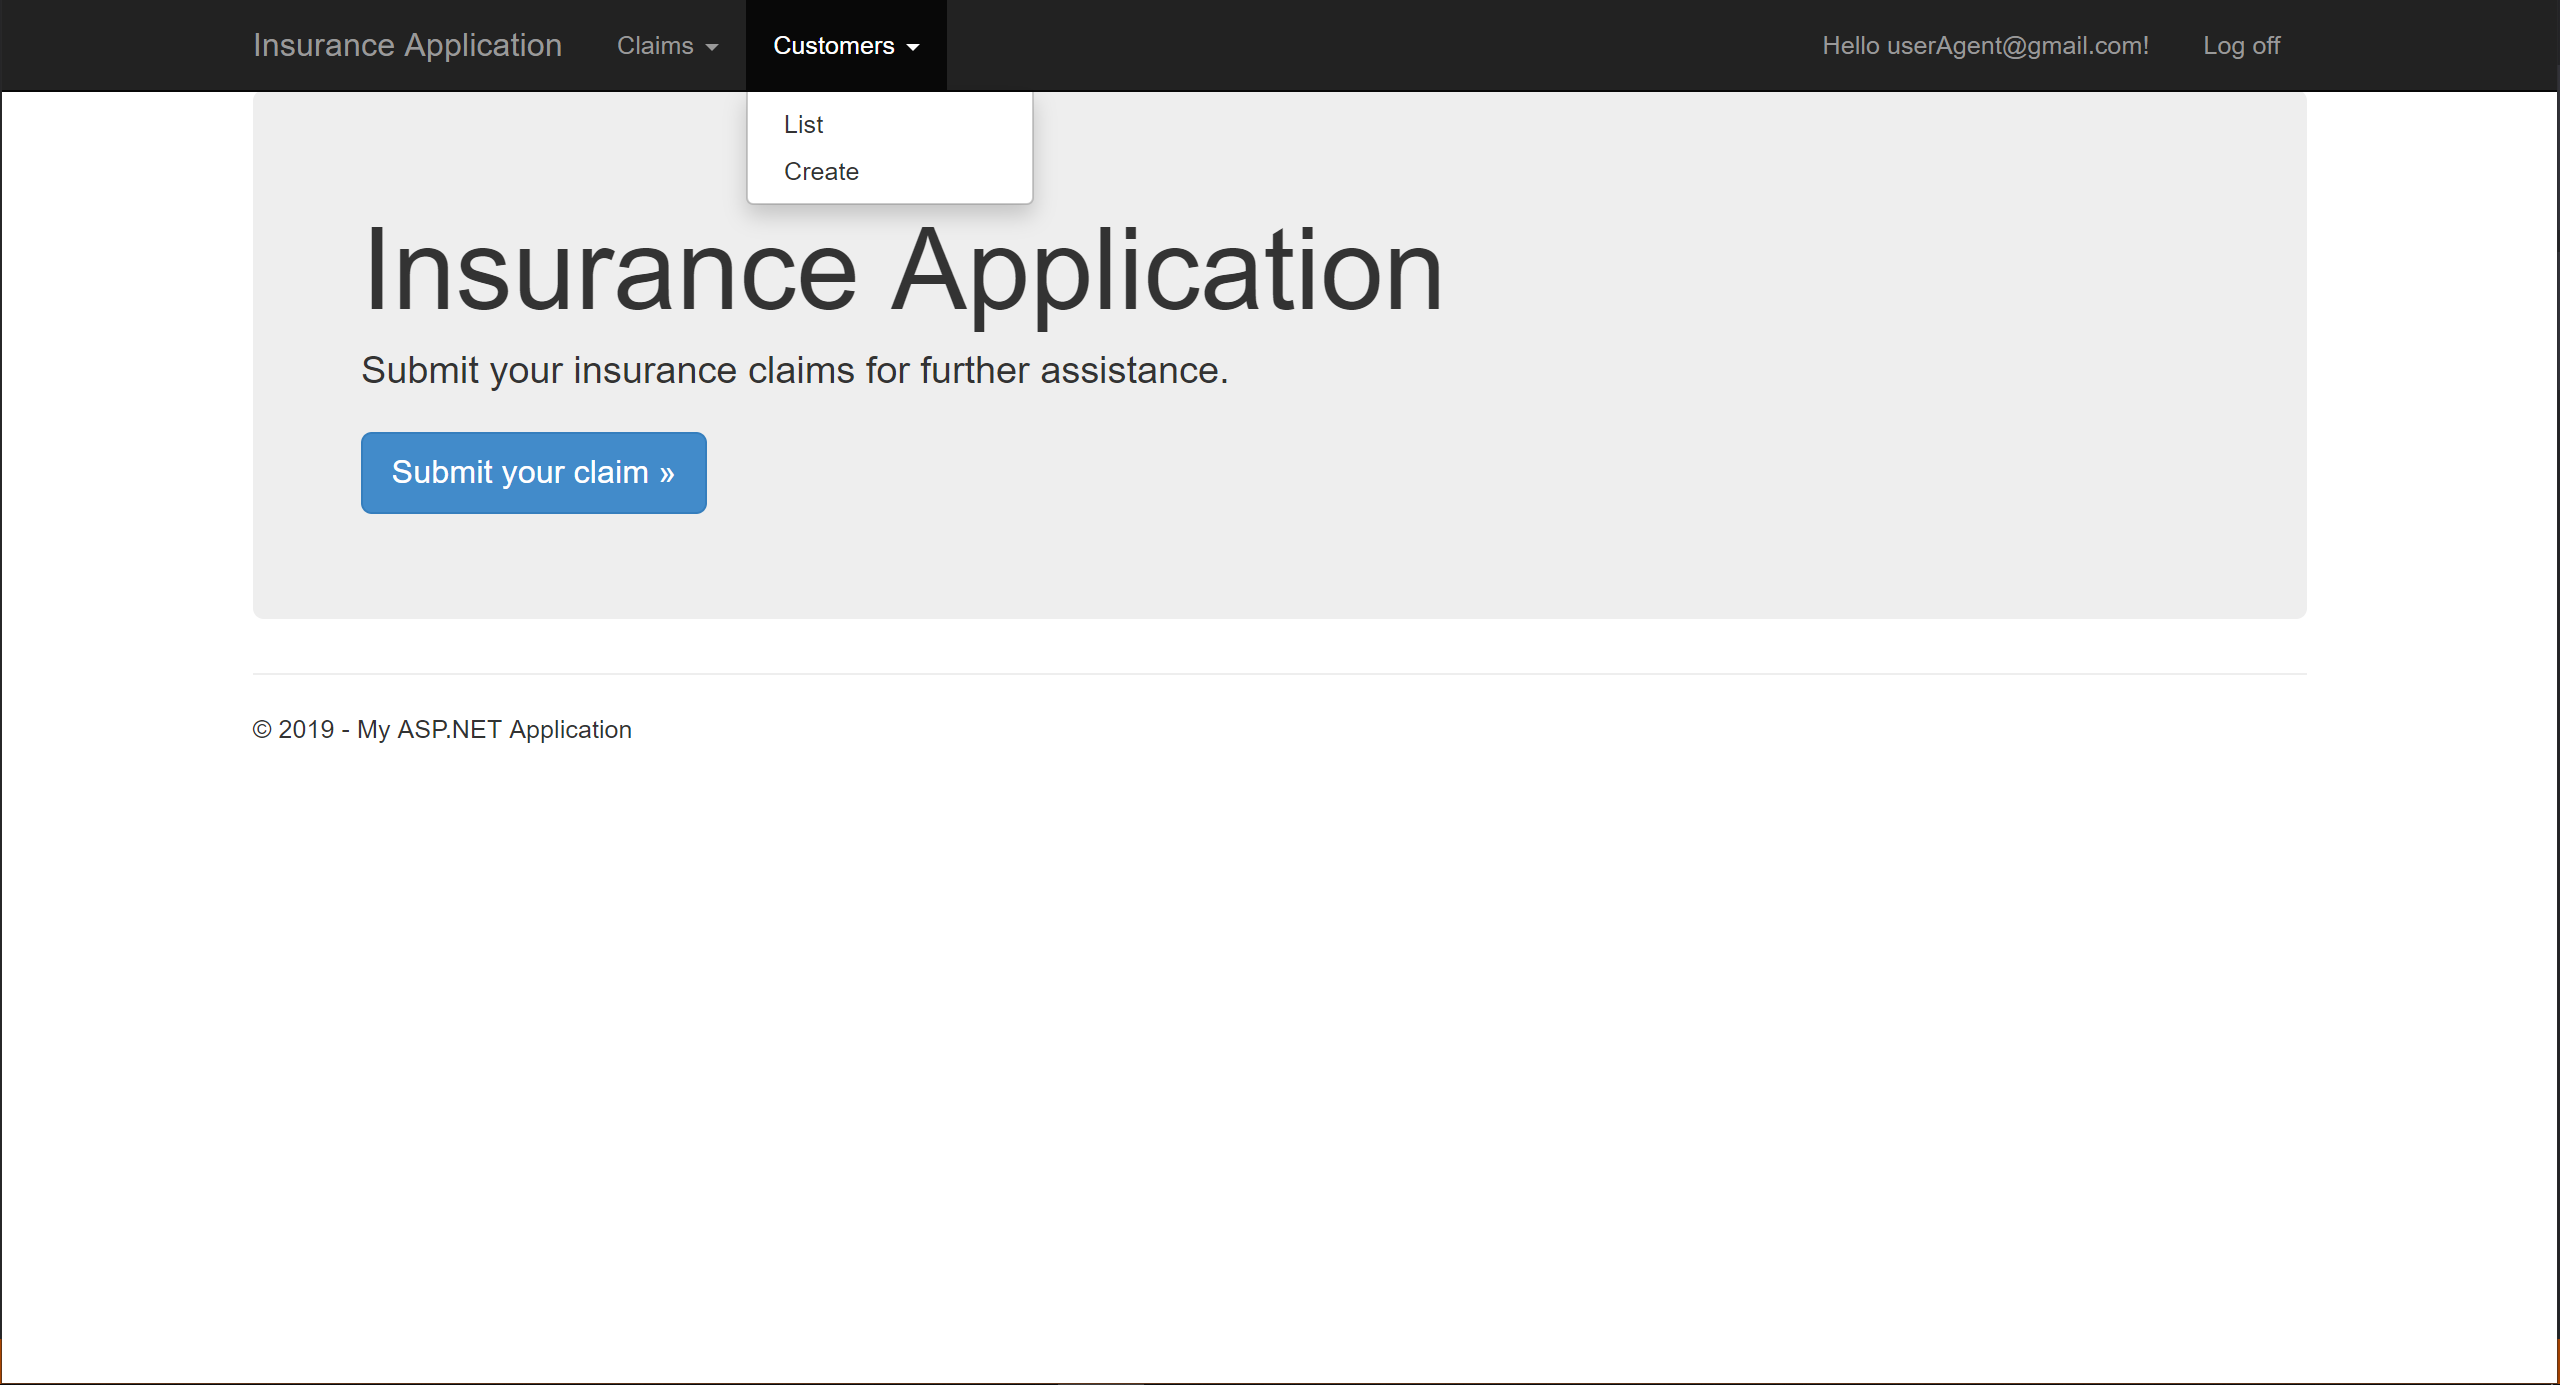 Insurance Application Claims Customers Hello userAgent@gmail.com! Log off
List
Create
Insurance Application
Submit your insurance claims for further assistance.
Submit your claim »
© 2019 - My ASP.NET Application